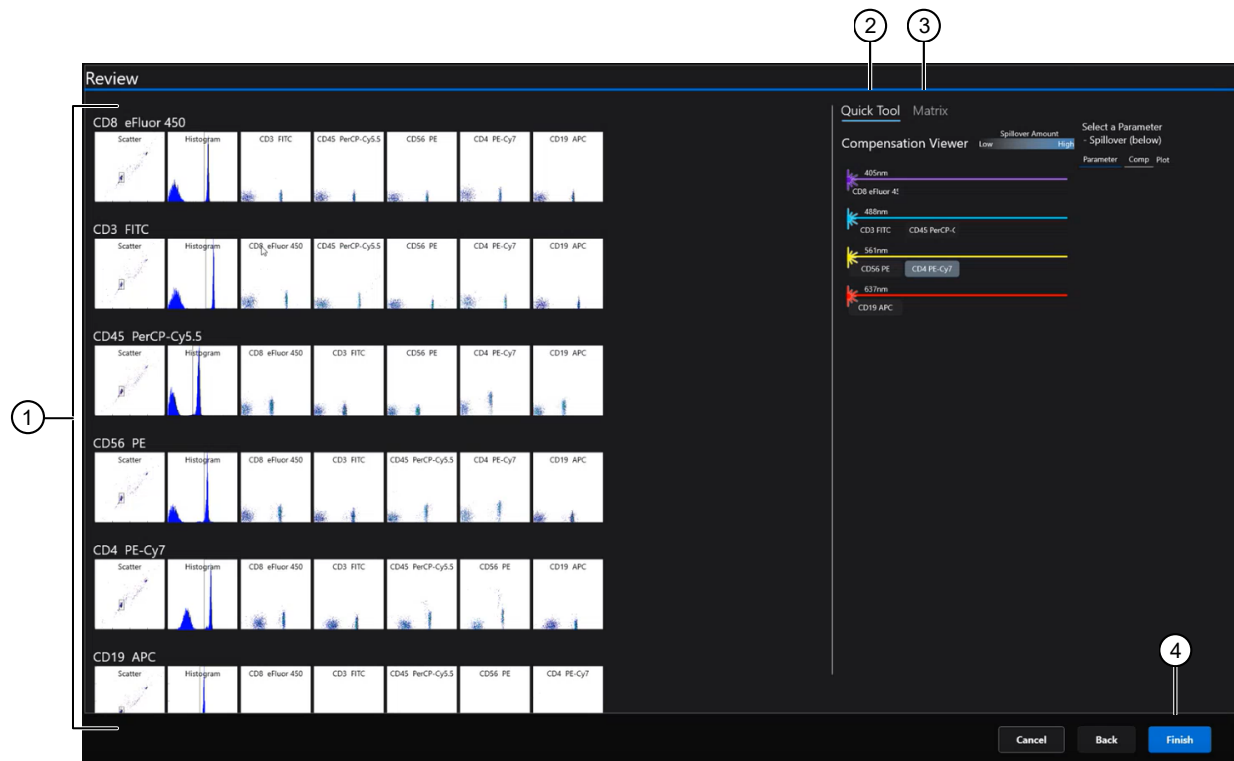 2 3
Review
CD8 eFluor 450
Scatter Histogram CD3 FITC CD45 PerCP-Cy5.5 CD56 PE CD4 PE-Cy7 CD19 APC
CD3 FITC
Scatter Histogram CD8 eFluor 450 CD45 PerCP-Cy5.5 CD56 PE CD4 PE-Cy7 CD19 APC
CD45 PerCP-Cy5.5
Scatter Histogram CD8 eFluor 450 CD3 FITC CD56 PE CD4 PE-Cy7 CD19 APC
1
CD56 PE
Scatter Histogram CD8 eFluor 450 CD3 FITC CD45 PerCP-Cy5.5 CD4 PE-Cy7 CD19 APC
CD4 PE-Cy7
Scatter Histogram CD8 eFluor 450 CD3 FITC CD45 PerCP-Cy5.5 CD56 PE CD19 APC
CD19 APC
Scatter Histogram CD8 eFluor 450 CD3 FITC CD45 PerCP-Cy5.5 CD56 PE CD4 PE-Cy7
Quick Tool Matrix
Compensation Viewer
Spillover Amount
Low High
Select a Parameter
- Spillover (below)
Parameter Comp Plot
405nm
CD8 eFluor 45
488nm
CD3 FITC CD45 PerCP-C
561nm
CD56 PE CD4 PE-Cy7
637nm
CD19 APC
4
Cancel Back Finish